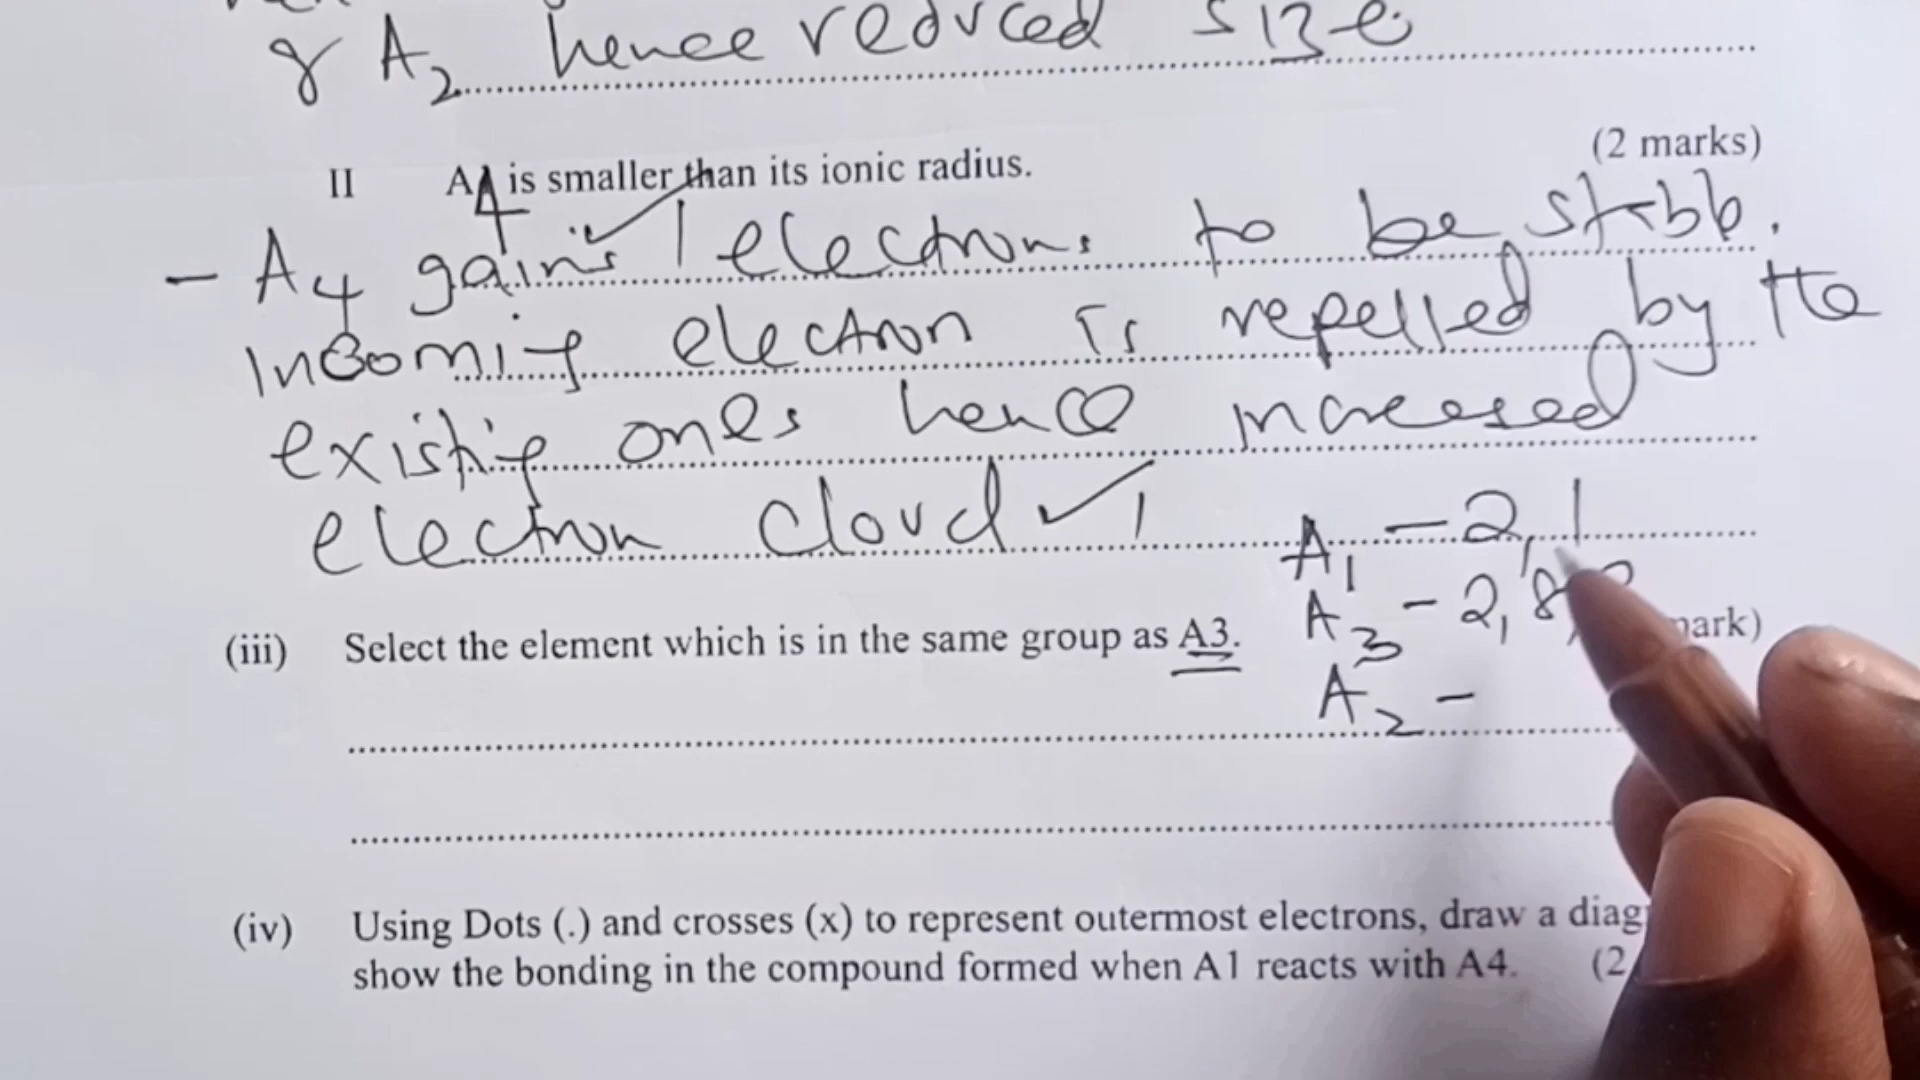 γ A2 hence reduced size
(2 marks)
II A4 is smaller than its ionic radius.
- A4 gains 1 electron. to be stable.
Incoming electron is repelled by the
existing ones hence increased
electron cloud ✓1
A1 - 2,1
A3 - 2,8,
(iii) Select the element which is in the same group as A3. mark)
A2 -
(iv) Using Dots (.) and crosses (x) to represent outermost electrons, draw a diag
show the bonding in the compound formed when A1 reacts with A4. (2